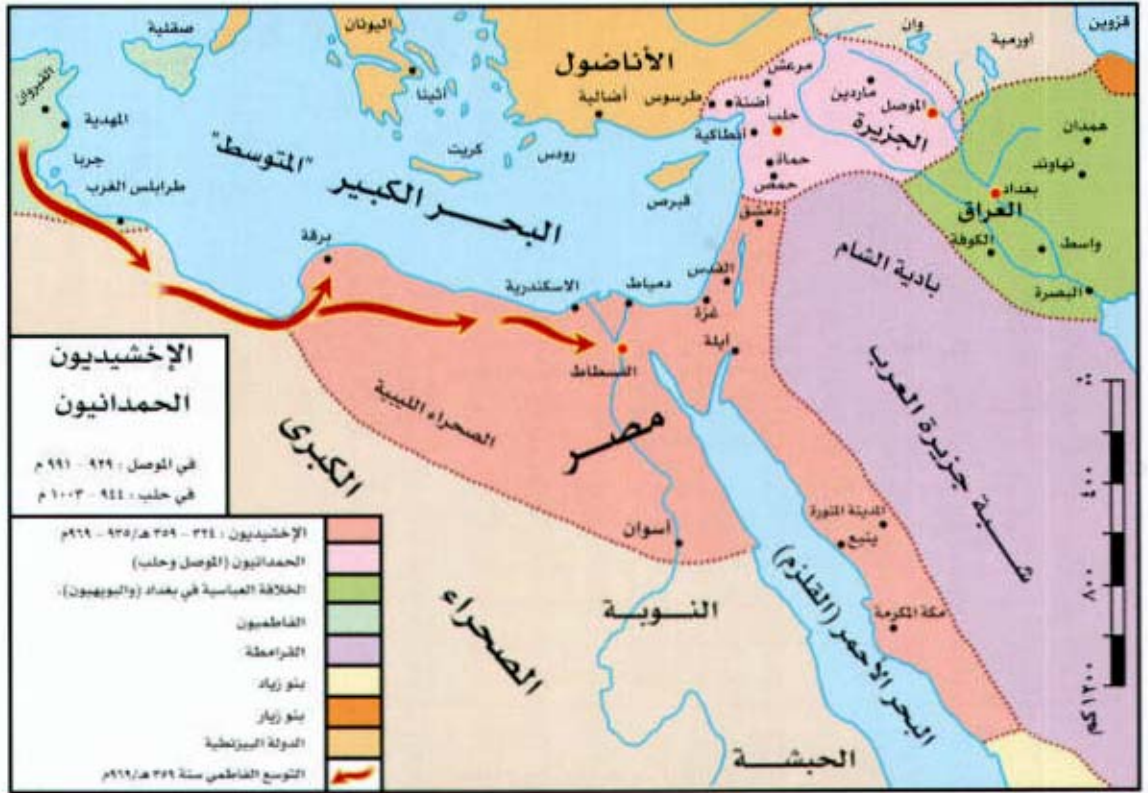 صقلية
اليونان
وان
أورمية
قزوين
القيروان
الأناضول
مرعش
ماردين
الموصل
أثينا
أضالية
طرسوس
أضنة
حلب
المهدية
أنطاكية
الجزيرة
همدان
جربا
كريت
رودس
حماة
نهاوند
طرابلس الغرب
قبرص
حمص
بغداد
البحر الكبير "المتوسط"
دمشق
العراق
الكوفة
واسط
برقة
القدس
بادية الشام
البصرة
الاسكندرية
دمياط
غزة
أيلة
الفسطاط
الإخشيديون
الحمدانيون
في الموصل : ٩٢٩ - ٩٩١ م
في حلب : ٩٤٤ - ١٠٠٣ م
الصحراء الليبية
مصر
شبة جزيرة العرب
الكبرى
الصحراء
أسوان
المدينة المنورة
ينبع
النوبة
مكة المكرمة
البحر الأحمر (القلزم)
الحبشة
٠٠
٤٠٠
٨٠٠
١٢٠٠ كم
الإخشيديون : ٣٢٤ - ٣٥٩ هـ/٩٣٥ - ٩٦٩م
الحمدانيون (الموصل وحلب)
الخلافة العباسية في بغداد (والبويهيون).
الفاطميون
القرامطة
بنو زياد
بنو زيار
الدولة البيزنطية
التوسع الفاطمي سنة ٣٥٩ هـ/٩٦٩م